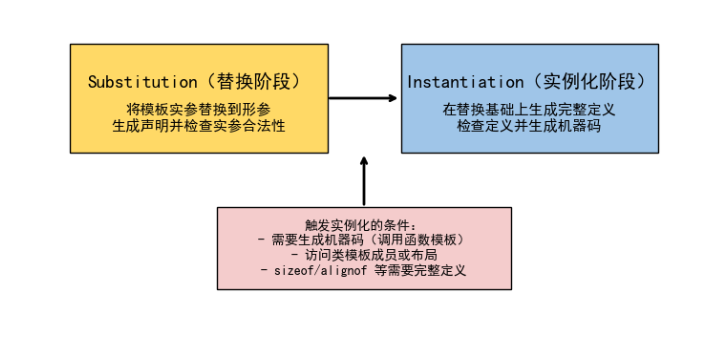 Substitution（替换阶段）
将模板实参替换到形参
生成声明并检查实参合法性
Instantiation（实例化阶段）
在替换基础上生成完整定义
检查定义并生成机器码
触发实例化的条件：
- 需要生成机器码（调用函数模板）
- 访问类模板成员或布局
- sizeof/alignof 等需要完整定义